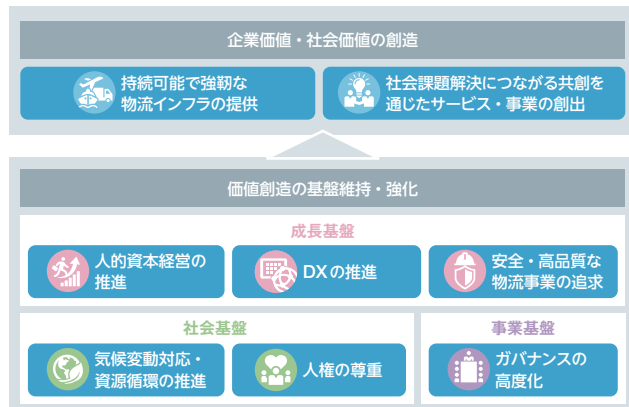 企業価値・社会価値の創造
持続可能で強靭な
物流インフラの提供
社会課題解決につながる共創を
通じたサービス・事業の創出
価値創造の基盤維持・強化
成長基盤
人的資本経営の
推進
DXの推進
安全・高品質な
物流事業の追求
社会基盤
気候変動対応・
資源循環の推進
人権の尊重
事業基盤
ガバナンスの
高度化